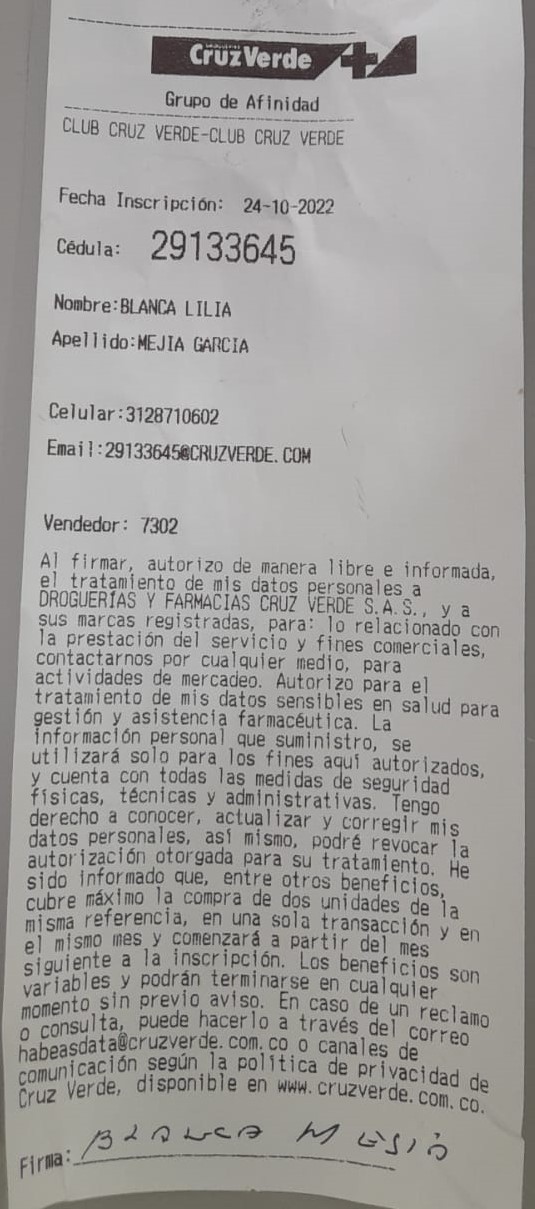 CruzVerde
Grupo de Afinidad
CLUB CRUZ VERDE-CLUB CRUZ VERDE
Fecha Inscripción: 24-10-2022
Cédula: 29133645
Nombre:BLANCA LILIA
Apellido:MEJIA GARCIA
Celular:3128710602
Email:29133645@CRUZVERDE.COM
Vendedor: 7302
Al firmar, autorizo de manera libre e informada,
el tratamiento de mis datos personales a
DROGUERÍAS Y FARMACIAS CRUZ VERDE S.A.S., y a
sus marcas registradas, para: lo relacionado con
la prestación del servicio y fines comerciales,
contactarnos por cualquier medio, para
actividades de mercadeo. Autorizo para el
tratamiento de mis datos sensibles en salud para
gestión y asistencia farmacéutica. La
información personal que suministro, se
utilizará solo para los fines aquí autorizados,
y cuenta con todas las medidas de seguridad
físicas, técnicas y administrativas. Tengo
derecho a conocer, actualizar y corregir mis
datos personales, así mismo, podré revocar la
autorización otorgada para su tratamiento. He
sido informado que, entre otros beneficios,
cubre máximo la compra de dos unidades de la
misma referencia, en una sola transacción y en
el mismo mes y comenzará a partir del mes
siguiente a la inscripción. Los beneficios son
variables y podrán terminarse en cualquier
momento sin previo aviso. En caso de un reclamo
o consulta, puede hacerlo a través del correo
habeasdata@cruzverde.com.co o canales de
comunicación según la política de privacidad de
Cruz Verde, disponible en www.cruzverde.com.co.
Firma: BLANCA MESIA